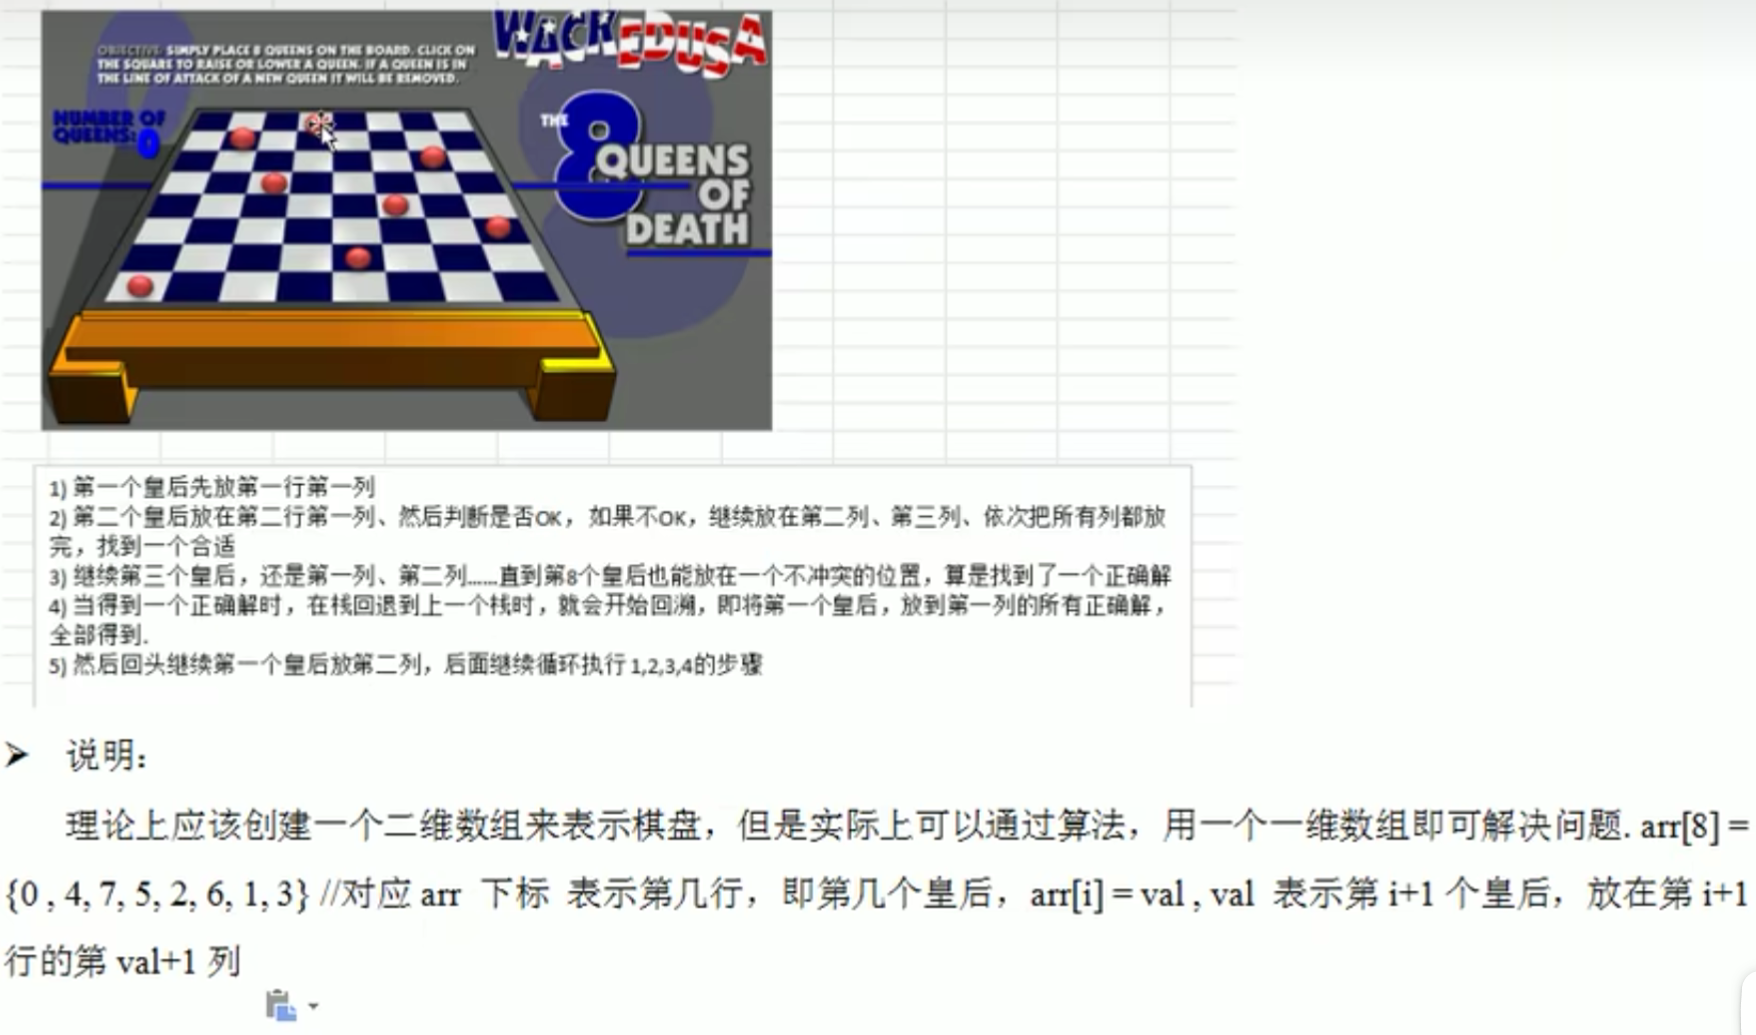 WACKEDUSA
OBJECTIVE: SIMPLY PLACE 8 QUEENS ON THE BOARD. CLICK ON
THE SQUARE TO RAISE OR LOWER A QUEEN. IF A QUEEN IS IN
THE LINE OF ATTACK OF A NEW QUEEN IT WILL BE REMOVED.
NUMBER OF
QUEENS: 0
THE 8
QUEENS
OF
DEATH
1) 第一个皇后先放第一行第一列
2) 第二个皇后放在第二行第一列、然后判断是否OK，如果不OK，继续放在第二列、第三列、依次把所有列都放
完，找到一个合适
3) 继续第三个皇后，还是第一列、第二列……直到第8个皇后也能放在一个不冲突的位置，算是找到了一个正确解
4) 当得到一个正确解时，在栈回退到上一个栈时，就会开始回溯，即将第一个皇后，放到第一列的所有正确解，
全部得到.
5) 然后回头继续第一个皇后放第二列，后面继续循环执行 1,2,3,4的步骤
➢ 说明：
理论上应该创建一个二维数组来表示棋盘，但是实际上可以通过算法，用一个一维数组即可解决问题. arr[8] =
{0 , 4, 7, 5, 2, 6, 1, 3} //对应 arr 下标 表示第几行，即第几个皇后，arr[i] = val , val 表示第 i+1 个皇后，放在第 i+1
行的第 val+1 列